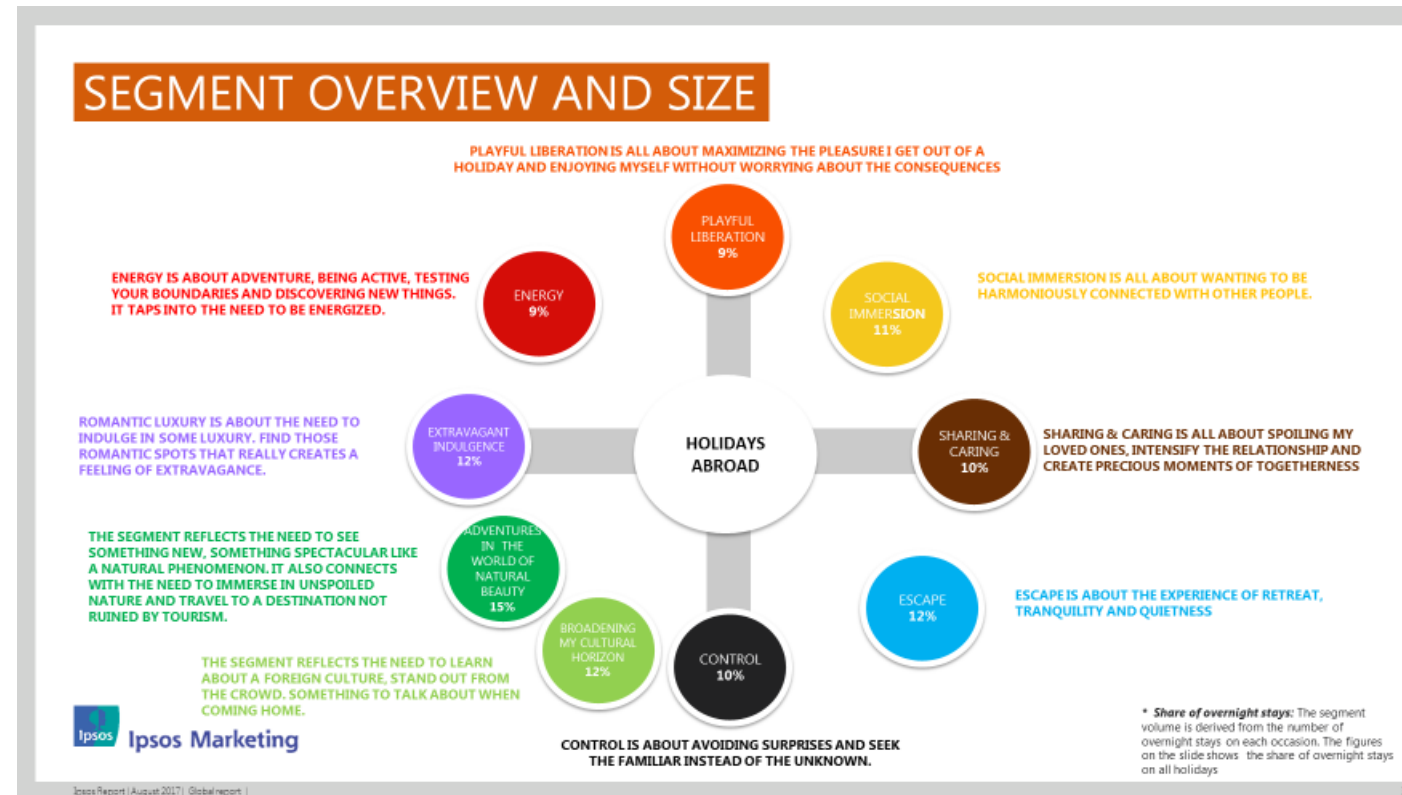 SEGMENT OVERVIEW AND SIZE
PLAYFUL LIBERATION IS ALL ABOUT MAXIMIZING THE PLEASURE I GET OUT OF A
HOLIDAY AND ENJOYING MYSELF WITHOUT WORRYING ABOUT THE CONSEQUENCES
PLAYFUL
LIBERATION
9%
ENERGY IS ABOUT ADVENTURE, BEING ACTIVE, TESTING
YOUR BOUNDARIES AND DISCOVERING NEW THINGS.
IT TAPS INTO THE NEED TO BE ENERGIZED.
ENERGY
9%
SOCIAL
IMMERSION
11%
SOCIAL IMMERSION IS ALL ABOUT WANTING TO BE
HARMONIOUSLY CONNECTED WITH OTHER PEOPLE.
ROMANTIC LUXURY IS ABOUT THE NEED TO
INDULGE IN SOME LUXURY. FIND THOSE
ROMANTIC SPOTS THAT REALLY CREATES A
FEELING OF EXTRAVAGANCE.
EXTRAVAGANT
INDULGENCE
12%
HOLIDAYS
ABROAD
SHARING &
CARING
10%
SHARING & CARING IS ALL ABOUT SPOILING MY
LOVED ONES, INTENSIFY THE RELATIONSHIP AND
CREATE PRECIOUS MOMENTS OF TOGETHERNESS
THE SEGMENT REFLECTS THE NEED TO SEE
SOMETHING NEW, SOMETHING SPECTACULAR LIKE
A NATURAL PHENOMENON. IT ALSO CONNECTS
WITH THE NEED TO IMMERSE IN UNSPOILED
NATURE AND TRAVEL TO A DESTINATION NOT
RUINED BY TOURISM.
ADVENTURES
IN THE
WORLD OF
NATURAL
BEAUTY
15%
ESCAPE
12%
ESCAPE IS ABOUT THE EXPERIENCE OF RETREAT,
TRANQUILITY AND QUIETNESS
THE SEGMENT REFLECTS THE NEED TO LEARN
ABOUT A FOREIGN CULTURE, STAND OUT FROM
THE CROWD. SOMETHING TO TALK ABOUT WHEN
COMING HOME.
BROADENING
MY CULTURAL
HORIZON
12%
CONTROL
10%
CONTROL IS ABOUT AVOIDING SURPRISES AND SEEK
THE FAMILIAR INSTEAD OF THE UNKNOWN.
Ipsos
Ipsos Marketing
* Share of overnight stays: The segment
volume is derived from the number of
overnight stays on each occasion. The figures
on the slide shows the share of overnight stays
on all holidays
Ipsos Report | August 2017 | Global report |